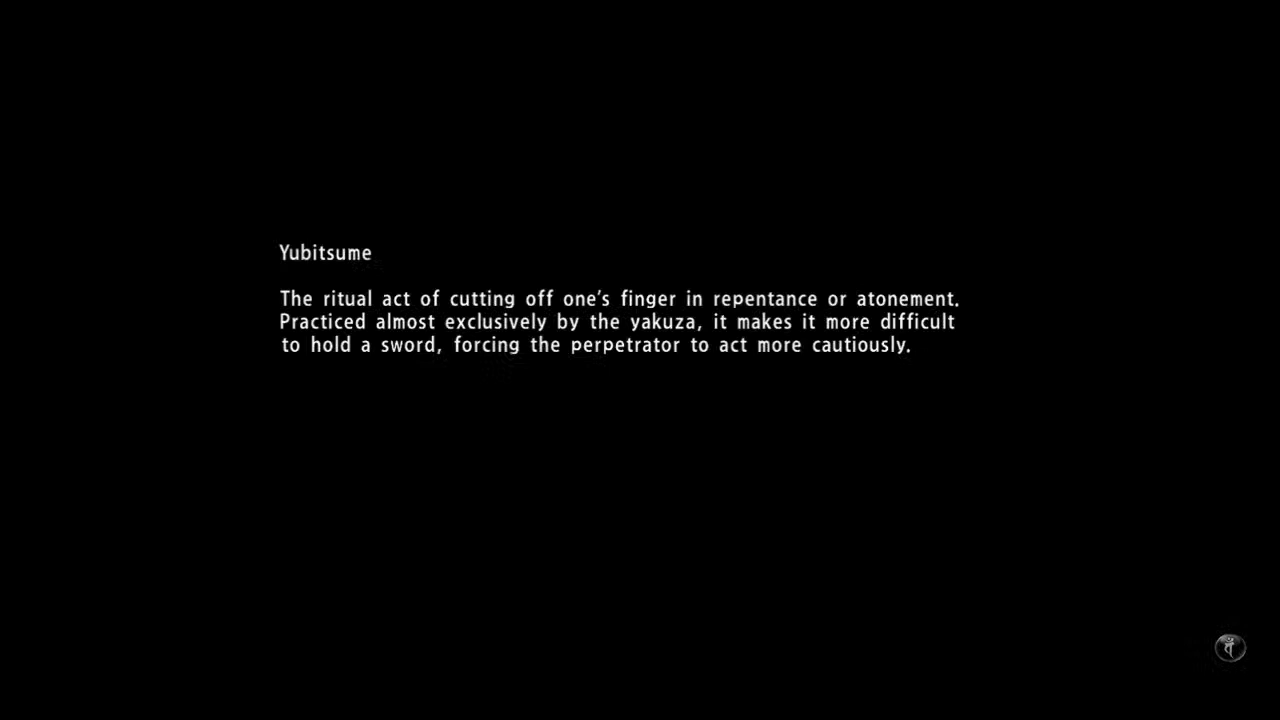 Yubitsume
The ritual act of cutting off one's finger in repentance or atonement.
Practiced almost exclusively by the yakuza, it makes it more difficult
to hold a sword, forcing the perpetrator to act more cautiously.